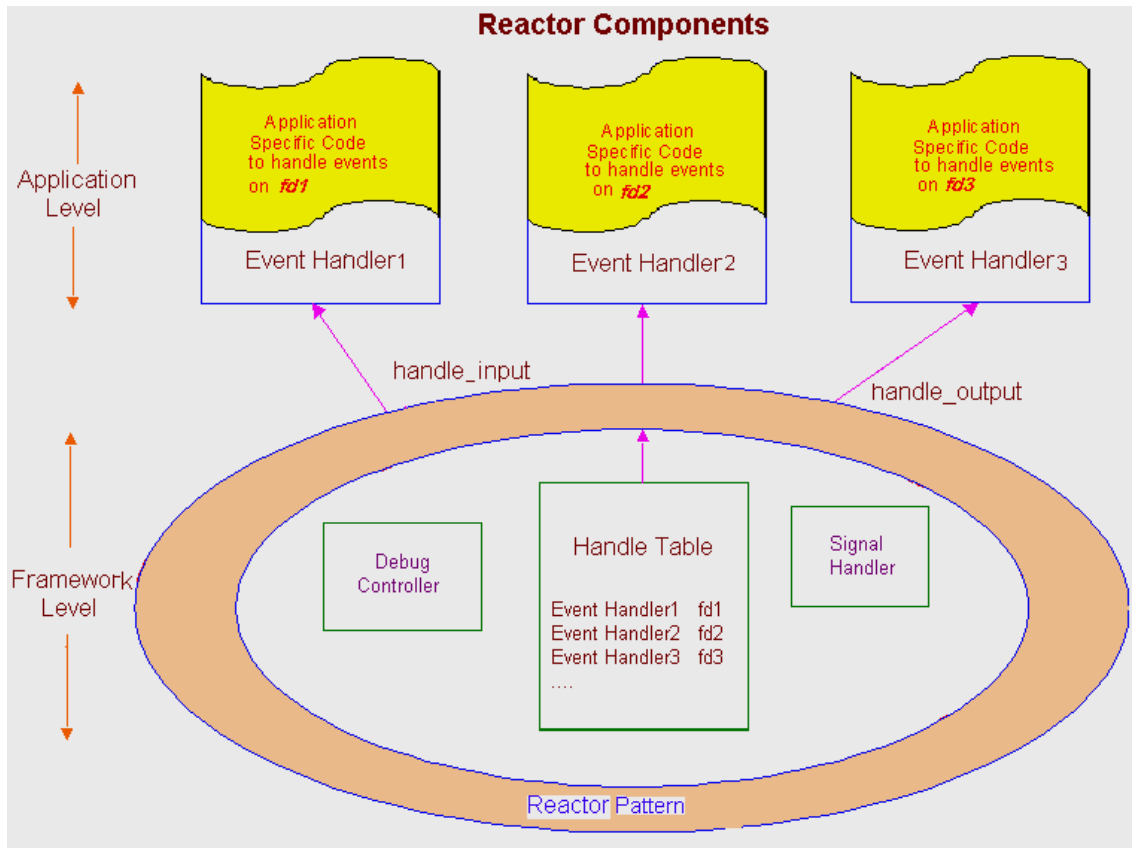 Reactor Components
Application
Specific Code
to handle events
on fd1
Event Handler1
Application
Specific Code
to handle events
on fd2
Event Handler2
Application
Specific Code
to handle events
on fd3
Event Handler3
Application
Level
handle_input
handle_output
Framework
Level
Debug
Controller
Handle Table
Event Handler1 fd1
Event Handler2 fd2
Event Handler3 fd3
....
Signal
Handler
Reactor Pattern